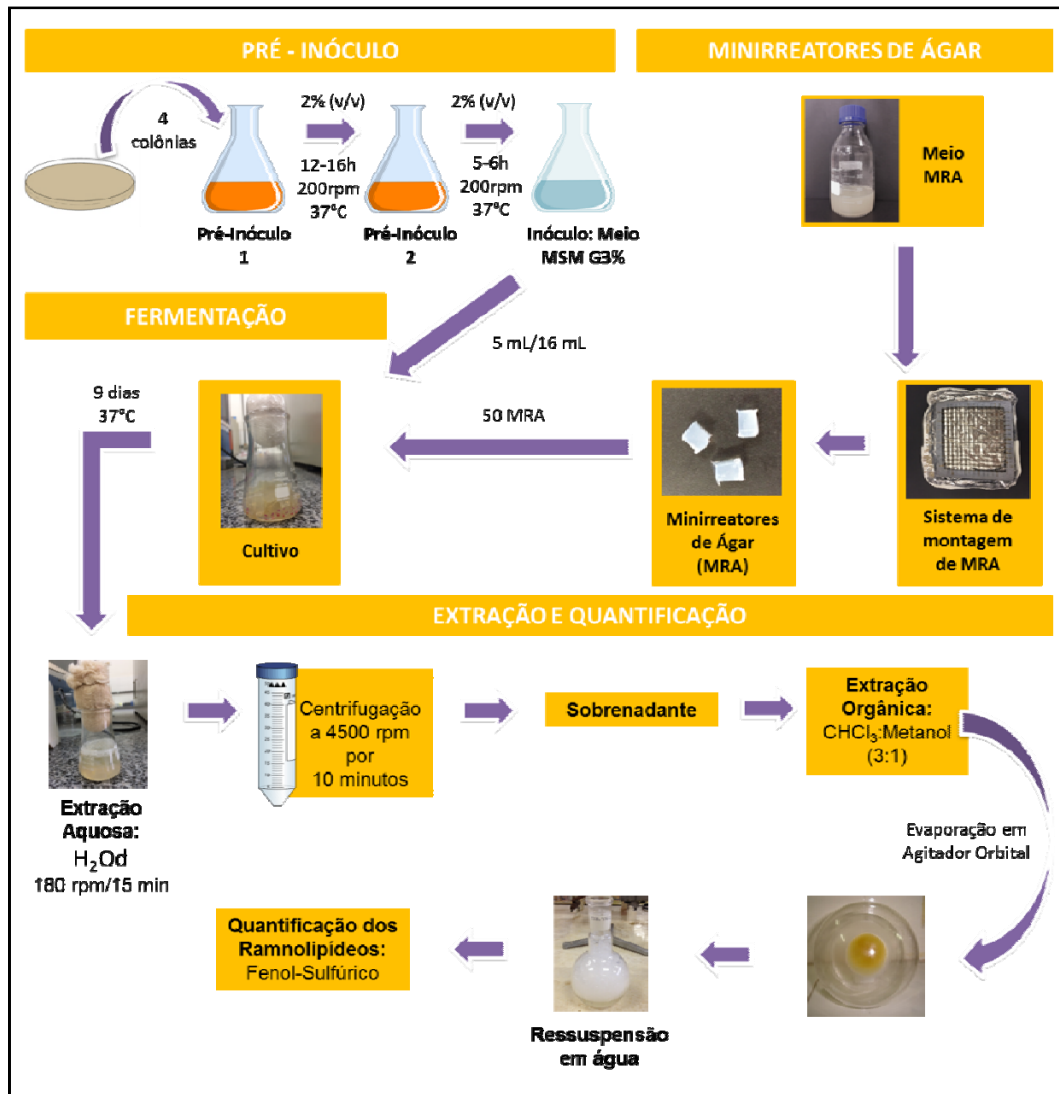 PRÉ - INÓCULO
4
colônias
2% (v/v)
12-16h
200rpm
37°C
2% (v/v)
5-6h
200rpm
37°C
Pré-Inóculo
1
Pré-Inóculo
2
Inóculo: Meio
MSM G3%
MINIRREATORES DE ÁGAR
Meio
MRA
FERMENTAÇÃO
5 mL/16 mL
9 dias
37°C
50 MRA
Cultivo
Minirreatores
de Ágar
(MRA)
Sistema de
montagem
de MRA
EXTRAÇÃO E QUANTIFICAÇÃO
Extração
Aquosa:
H₂Od
180 rpm/15 min
Centrifugação
a 4500 rpm
por
10 minutos
Sobrenadante
Extração
Orgânica:
CHCl₃:Metanol
(3:1)
Evaporação em
Agitador Orbital
Quantificação dos
Ramnolipídeos:
Fenol-Sulfúrico
Ressuspensão
em água